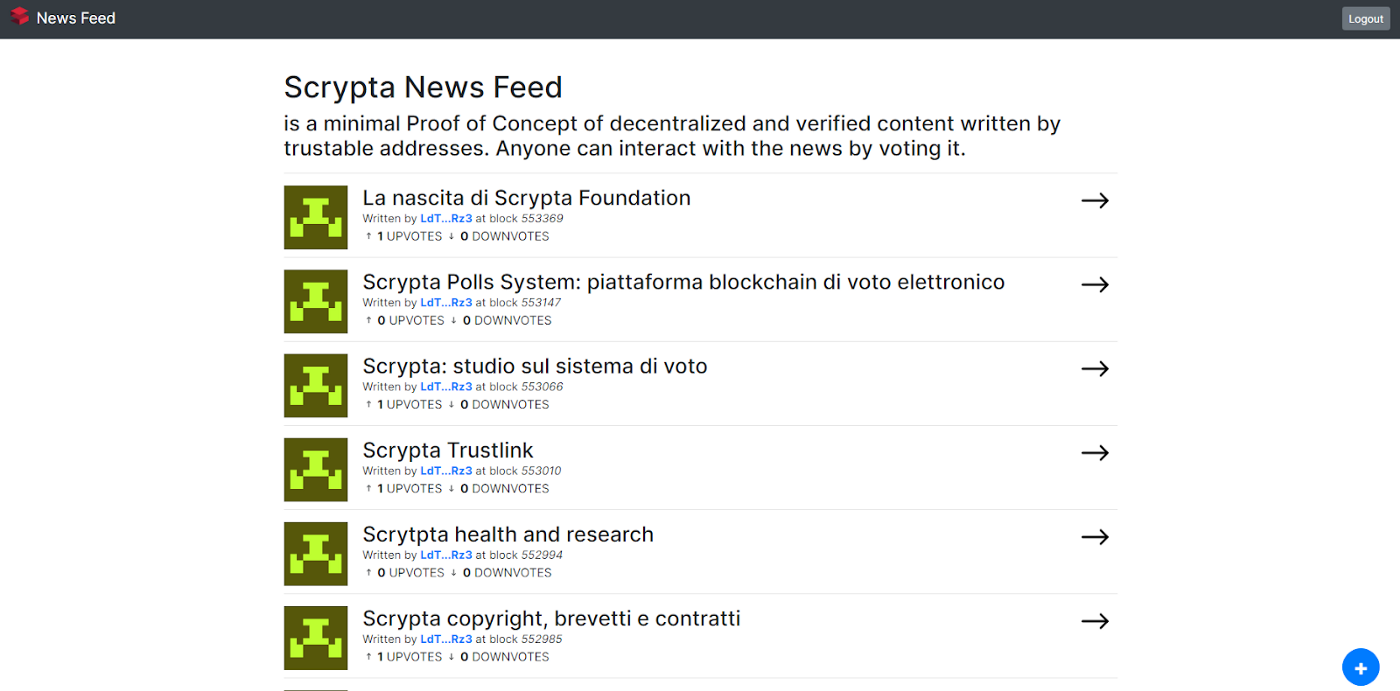 News Feed
Logout
Scrypta News Feed
is a minimal Proof of Concept of decentralized and verified content written by
trustable addresses. Anyone can interact with the news by voting it.
La nascita di Scrypta Foundation
Written by LdT...Rz3 at block 553369
↑ 1 UPVOTES ↓ 0 DOWNVOTES
Scrypta Polls System: piattaforma blockchain di voto elettronico
Written by LdT...Rz3 at block 553147
↑ 0 UPVOTES ↓ 0 DOWNVOTES
Scrypta: studio sul sistema di voto
Written by LdT...Rz3 at block 553066
↑ 1 UPVOTES ↓ 0 DOWNVOTES
Scrypta Trustlink
Written by LdT...Rz3 at block 553010
↑ 1 UPVOTES ↓ 0 DOWNVOTES
Scrytpta health and research
Written by LdT...Rz3 at block 552994
↑ 0 UPVOTES ↓ 0 DOWNVOTES
Scrypta copyright, brevetti e contratti
Written by LdT...Rz3 at block 552985
↑ 1 UPVOTES ↓ 0 DOWNVOTES